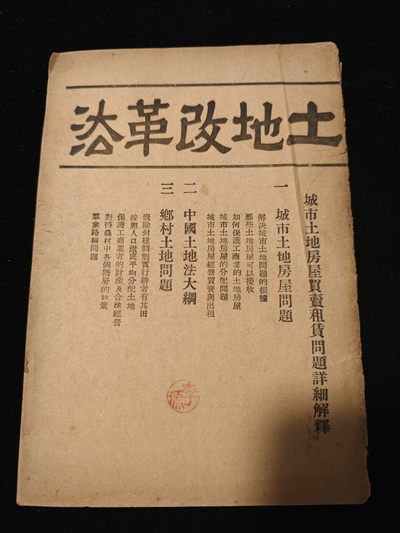 土地改革法
城市土地房屋買賣租賃問題詳細解釋
一 城市土地房屋問題
解決城市土地問題的根據
那些土地房屋可以接收
如何保護工商業的土地房屋
城市土地房屋的分配問題
城市土地房屋經營買賣與出租
二 中國土地法大綱
三 鄉村土地問題
廢除封建剝削實行耕者有其田
按照人口徹底平均分配土地
保護工商業者的財產及合法經營
對待農村中各個階層的政策
羣衆路線問題